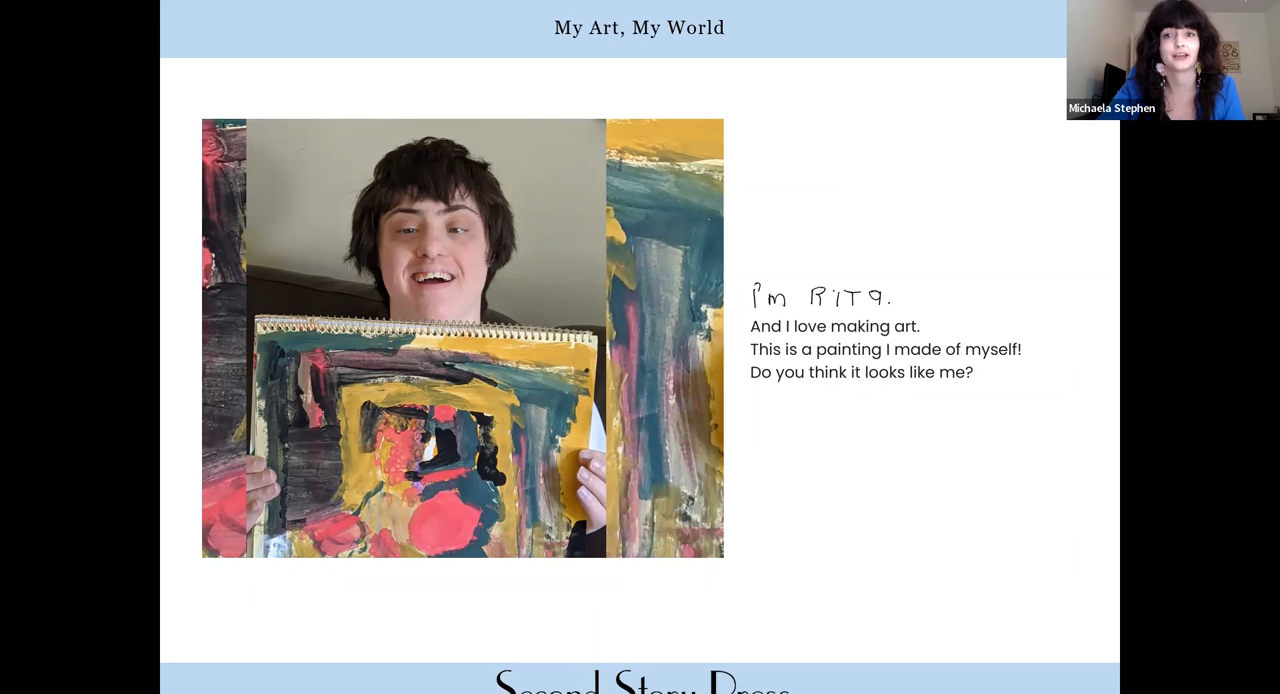 My Art, My World
Michaela Stephen
I'm RiTa.
And I love making art.
This is a painting I made of myself!
Do you think it looks like me?
Second Story Press